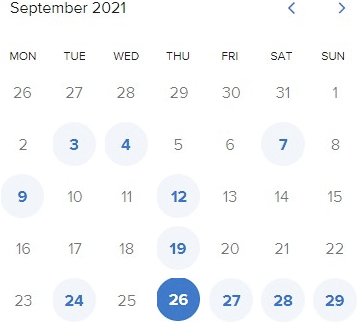 September 2021
MON TUE WED THU FRI SAT SUN
26 27 28 29 30 31 1
2 3 4 5 6 7 8
9 10 11 12 13 14 15
16 17 18 19 20 21 22
23 24 25 26 27 28 29